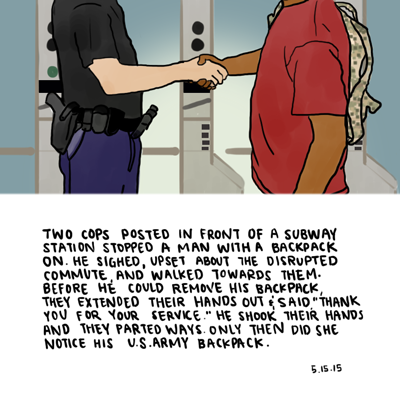 TWO COPS POSTED IN FRONT OF A SUBWAY
STATION STOPPED A MAN WITH A BACKPACK
ON. HE SIGHED, UPSET ABOUT THE DISRUPTED
COMMUTE, AND WALKED TOWARDS THEM.
BEFORE HE COULD REMOVE HIS BACKPACK,
THEY EXTENDED THEIR HANDS OUT & SAID "THANK
YOU FOR YOUR SERVICE." HE SHOOK THEIR HANDS
AND THEY PARTED WAYS. ONLY THEN DID SHE
NOTICE HIS U.S. ARMY BACKPACK.
5.15.15